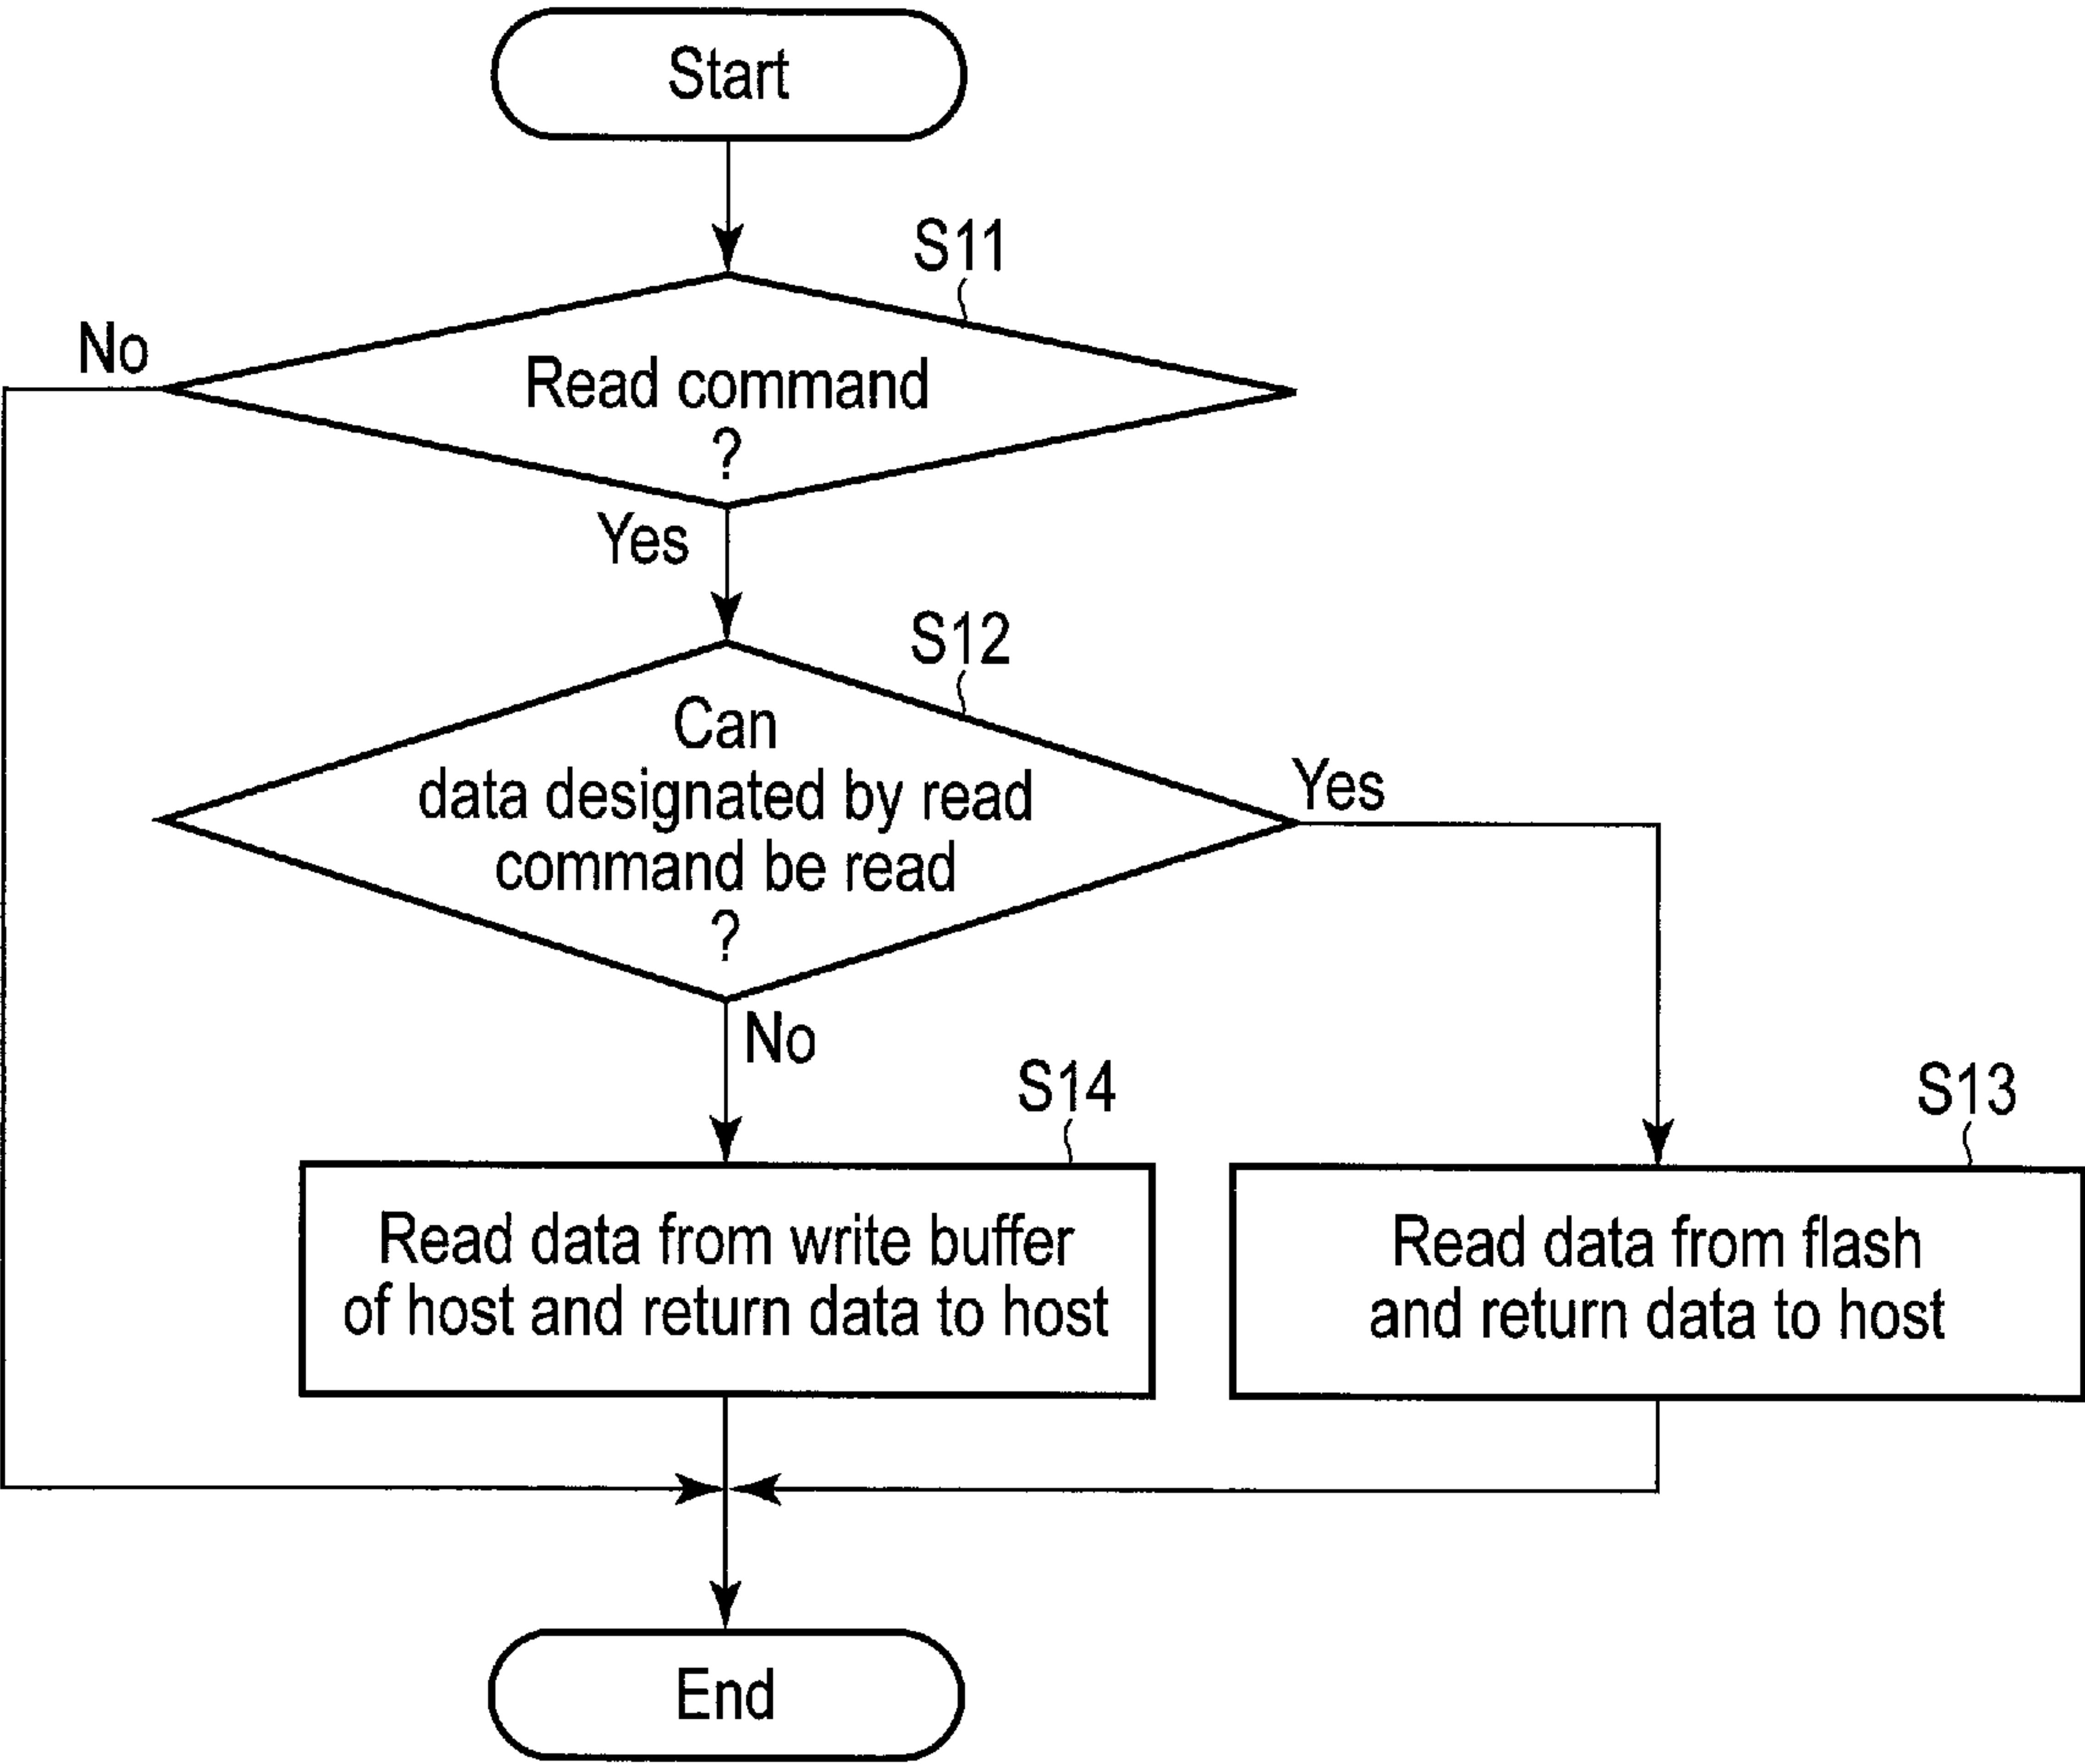 Start
S11
No
Read command
?
Yes
S12
Can
data designated by read
command be read
?
Yes
No
S14
S13
Read data from write buffer
of host and return data to host
Read data from flash
and return data to host
End